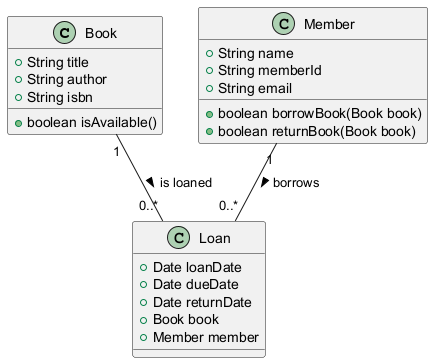 C Book
String title
String author
String isbn
boolean isAvailable()
C Member
String name
String memberId
String email
boolean borrowBook(Book book)
boolean returnBook(Book book)
1
1
is loaned
borrows
0..*
0..*
C Loan
Date loanDate
Date dueDate
Date returnDate
Book book
Member member